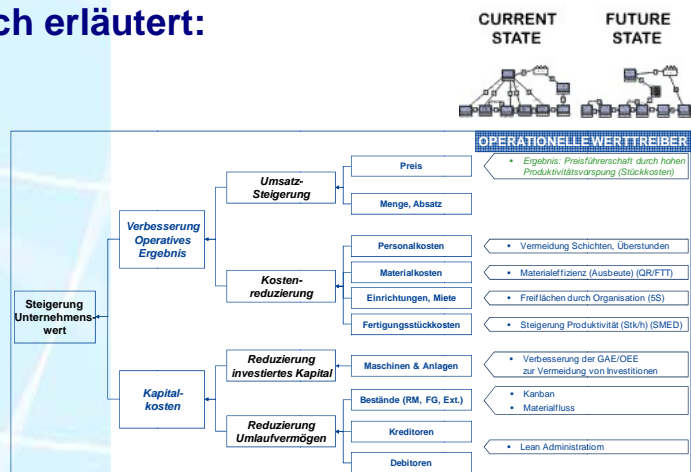 ch erläutert:
CURRENT
STATE
FUTURE
STATE
OPERATIONELLE WERTTREIBER
Steigerung
Unternehmens-
wert
Verbesserung
Operatives
Ergebnis
Umsatz-
Steigerung
Preis
• Ergebnis: Preisführerschaft durch hohen
Produktivitätsvorspung (Stückkosten)
Menge, Absatz
Kosten-
reduzierung
Personalkosten
• Vermeidung Schichten, Überstunden
Materialkosten
• Materialeffizienz (Ausbeute) (QR/FTT)
Einrichtungen, Miete
• Freiflächen durch Organisation (5S)
Fertigungsstückkosten
• Steigerung Produktivität (Stk/h) (SMED)
Kapital-
kosten
Reduzierung
investiertes Kapital
Maschinen & Anlagen
• Verbesserung der GAE/OEE
zur Vermeidung von Investitionen
Reduzierung
Umlaufvermögen
Bestände (RM, FG, Ext.)
• Kanban
• Materialfluss
Kreditoren
• Lean Administratiom
Debitoren